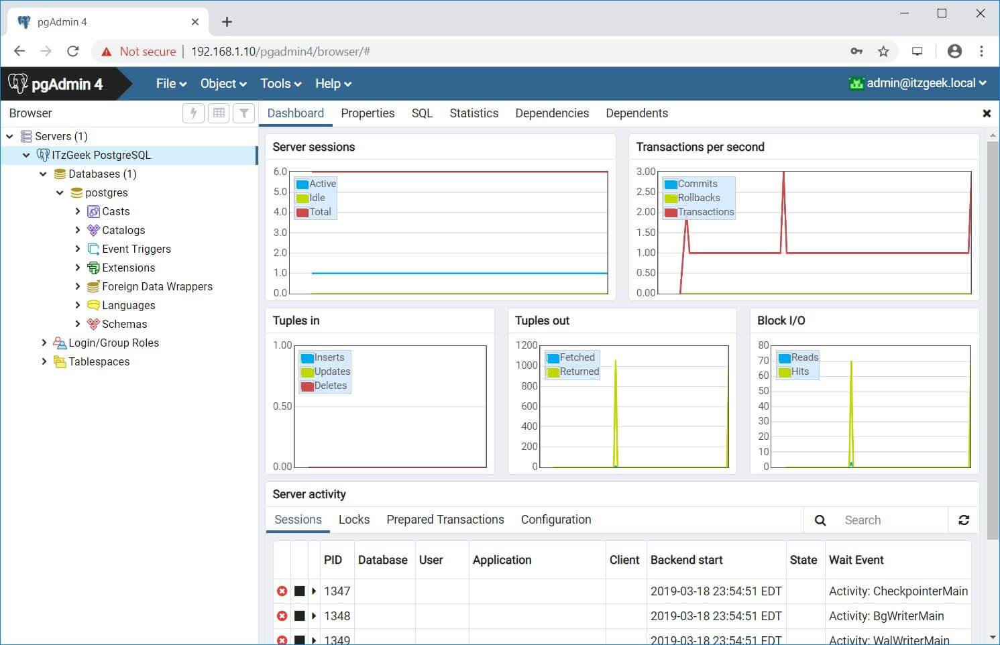 pgAdmin 4
Not secure | 192.168.1.10/pgadmin4/browser/#
pgAdmin 4 File Object Tools Help admin@itzgeek.local
Browser
Dashboard Properties SQL Statistics Dependencies Dependents
Servers (1)
ITzGeek PostgreSQL
Databases (1)
postgres
Casts
Catalogs
Event Triggers
Extensions
Foreign Data Wrappers
Languages
Schemas
Login/Group Roles
Tablespaces
Server sessions
6.0
5.0
4.0
3.0
2.0
1.0
0.0
Active
Idle
Total
Transactions per second
3.00
2.50
2.00
1.50
1.00
0.50
0.00
Commits
Rollbacks
Transactions
Tuples in
1.00
0.50
0.00
Inserts
Updates
Deletes
Tuples out
1200
1000
800
600
400
200
0
Fetched
Returned
Block I/O
80
70
60
50
40
30
20
10
0
Reads
Hits
Server activity
Sessions Locks Prepared Transactions Configuration Search
PID Database User Application Client Backend start State Wait Event
1347 2019-03-18 23:54:51 EDT Activity: CheckpointerMain
1348 2019-03-18 23:54:51 EDT Activity: BgWriterMain
1349 2019-03-18 23:54:51 EDT Activity: WalWriterMain